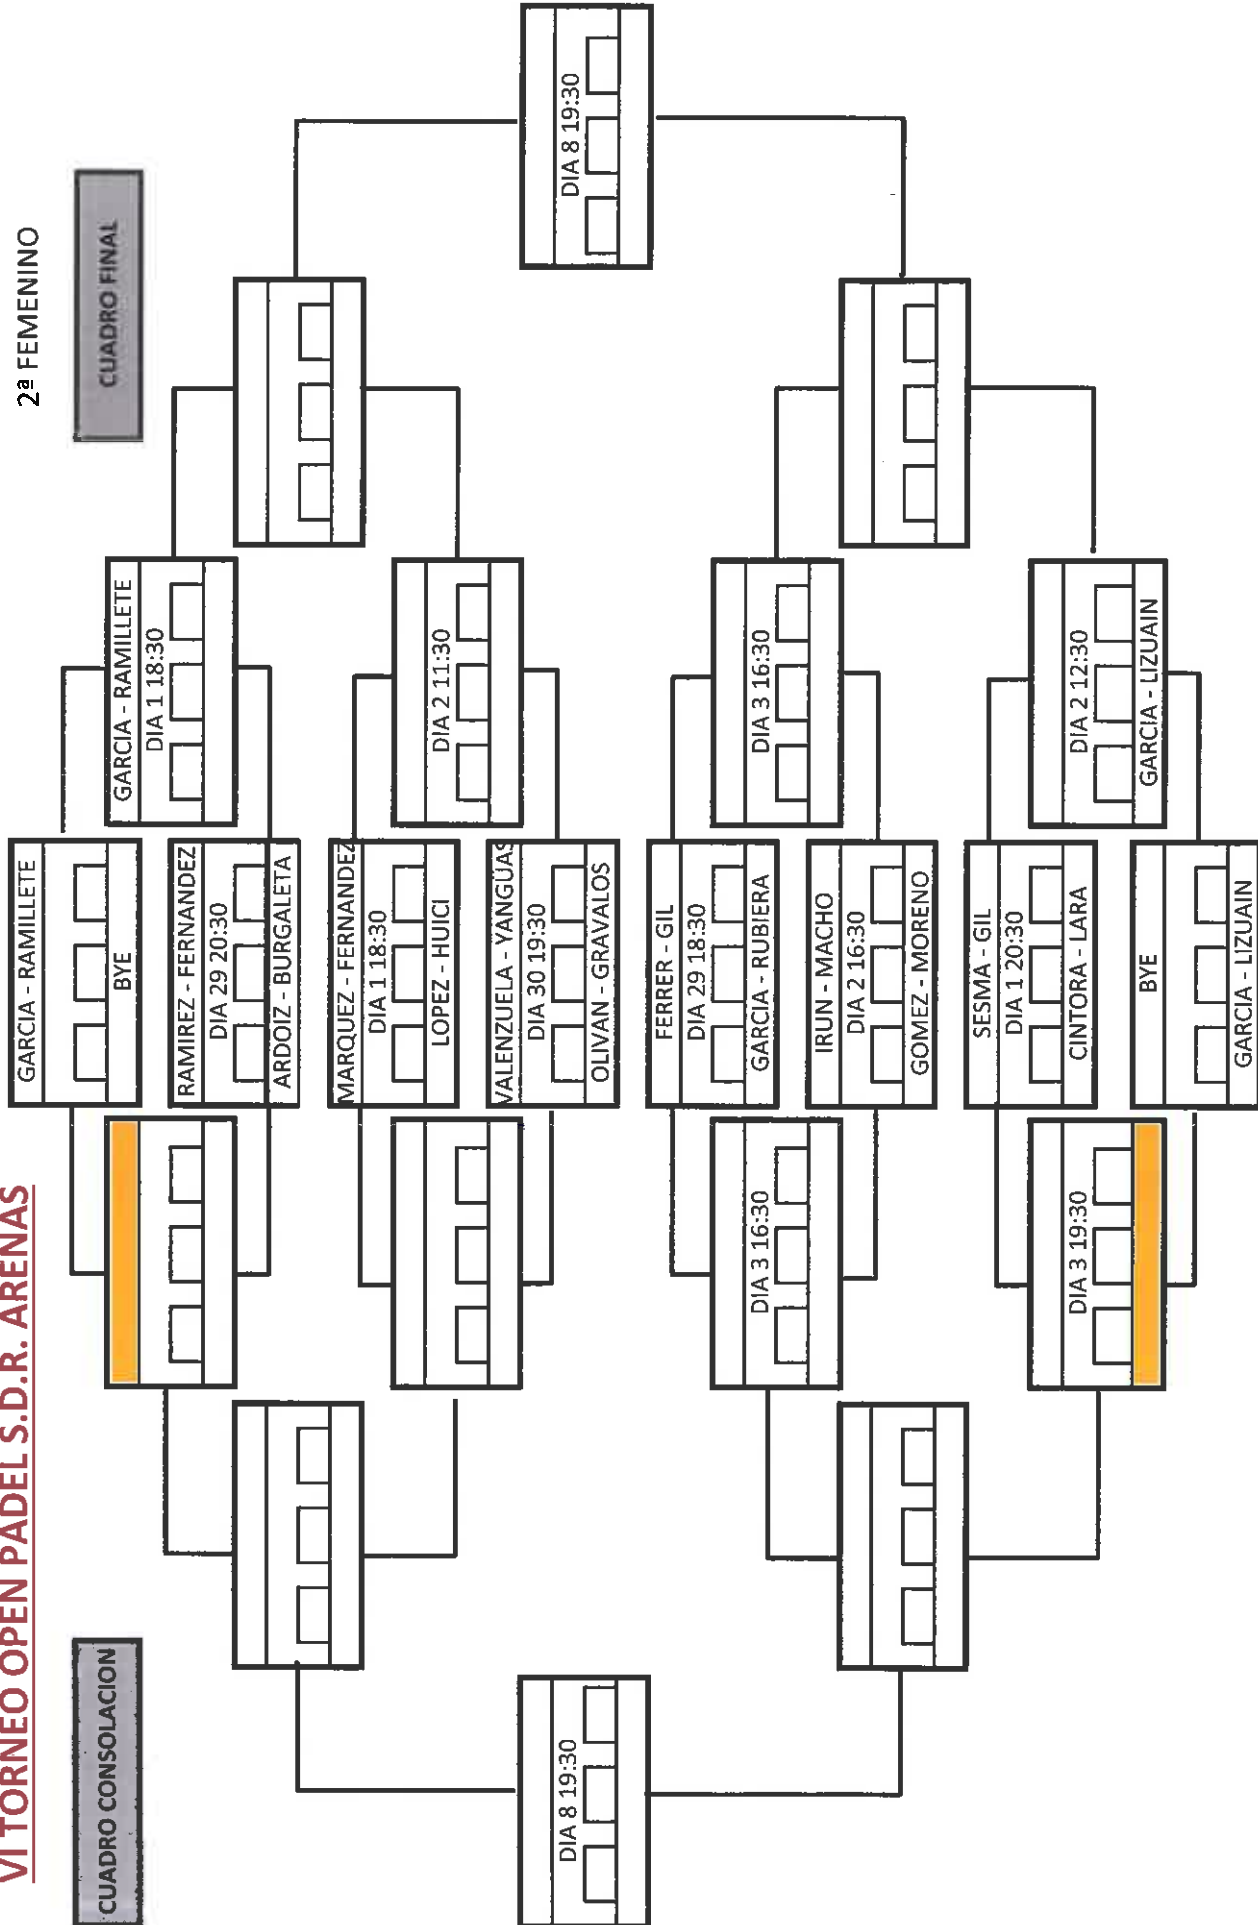 VI TORNEO OPEN PADEL S.D.R. ARENAS
2ª FEMENINO
CUADRO CONSOLACION
CUADRO FINAL
GARCIA - RAMILLETE
BYE
GARCIA - RAMILLETE
DIA 1 18:30
RAMIREZ - FERNANDEZ
DIA 29 20:30
ARDOIZ - BURGALETA
MARQUEZ - FERNANDEZ
DIA 1 18:30
LOPEZ - HUICI
DIA 2 11:30
VALENZUELA - YANGUAS
DIA 30 19:30
OLIVAN - GRAVALOS
DIA 8 19:30
DIA 8 19:30
FERRER - GIL
DIA 29 18:30
GARCIA - RUBIERA
DIA 3 16:30
DIA 3 16:30
IRUN - MACHO
DIA 2 16:30
GOMEZ - MORENO
SESMA - GIL
DIA 1 20:30
CINTORA - LARA
DIA 3 19:30
DIA 2 12:30
GARCIA - LIZUAIN
BYE
GARCIA - LIZUAIN